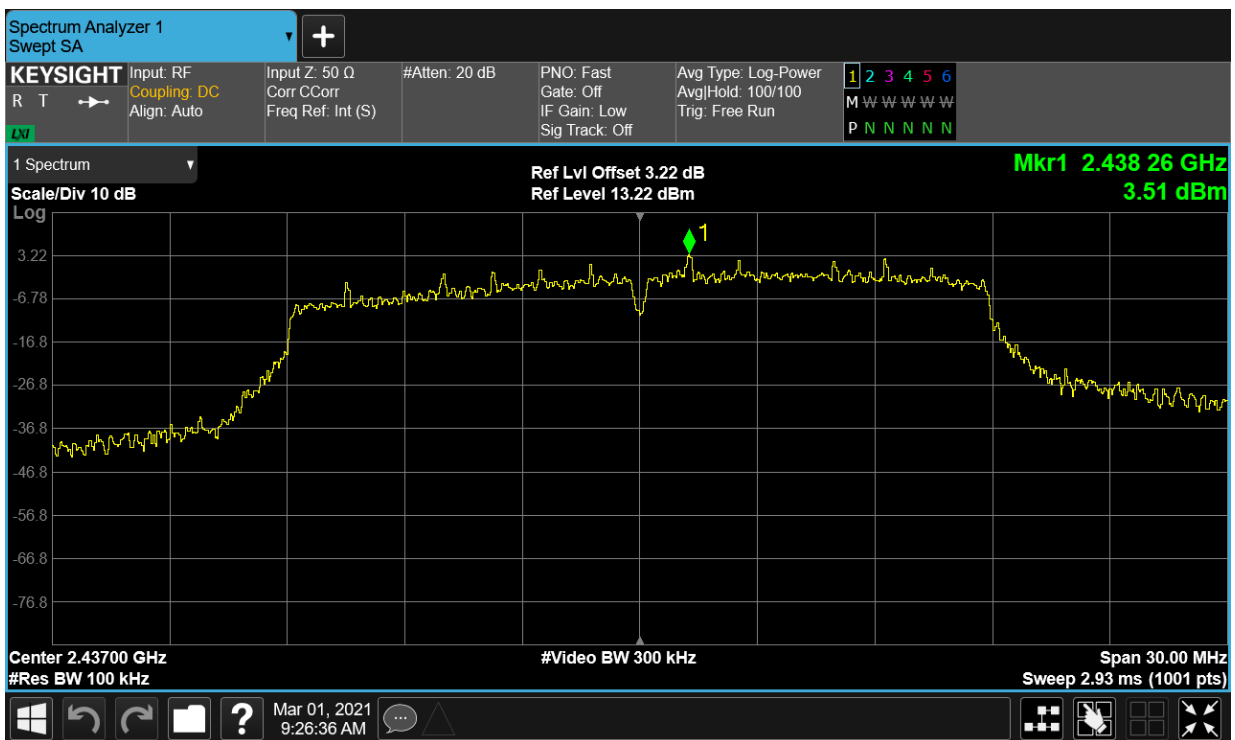 Spectrum Analyzer 1
Swept SA
KEYSIGHT
R T
LXI
Input: RF
Coupling: DC
Align: Auto
Input Z: 50 Ω
Corr CCorr
Freq Ref: Int (S)
#Atten: 20 dB
PNO: Fast
Gate: Off
IF Gain: Low
Sig Track: Off
Avg Type: Log-Power
Avg|Hold: 100/100
Trig: Free Run
1 2 3 4 5 6
M W W W W W
P N N N N N
1 Spectrum
Scale/Div 10 dB
Ref Lvl Offset 3.22 dB
Ref Level 13.22 dBm
Mkr1 2.438 26 GHz
3.51 dBm
Log
1
3.22
-6.78
-16.8
-26.8
-36.8
-46.8
-56.8
-66.8
-76.8
Center 2.43700 GHz
#Video BW 300 kHz
Span 30.00 MHz
#Res BW 100 kHz
Sweep 2.93 ms (1001 pts)
?
Mar 01, 2021
9:26:36 AM